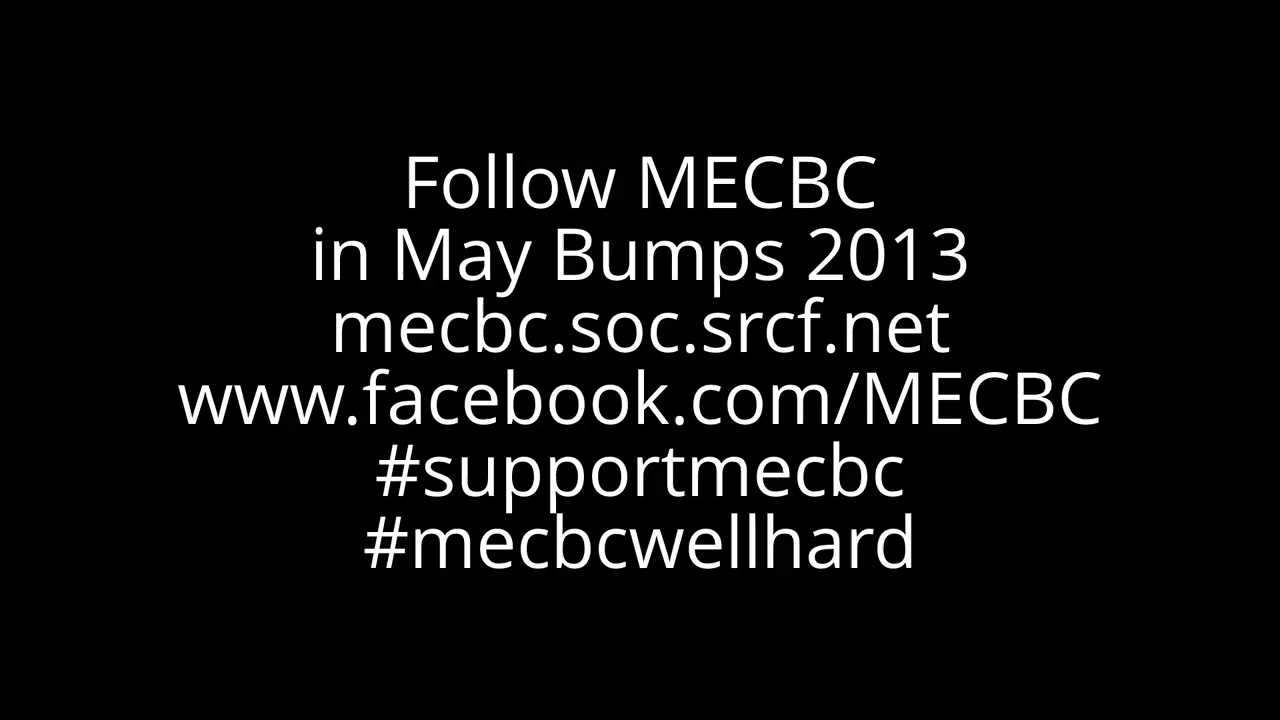 Follow MECBC
in May Bumps 2013
mecbc.soc.srcf.net
www.facebook.com/MECBC
#supportmecbc
#mecbcwellhard